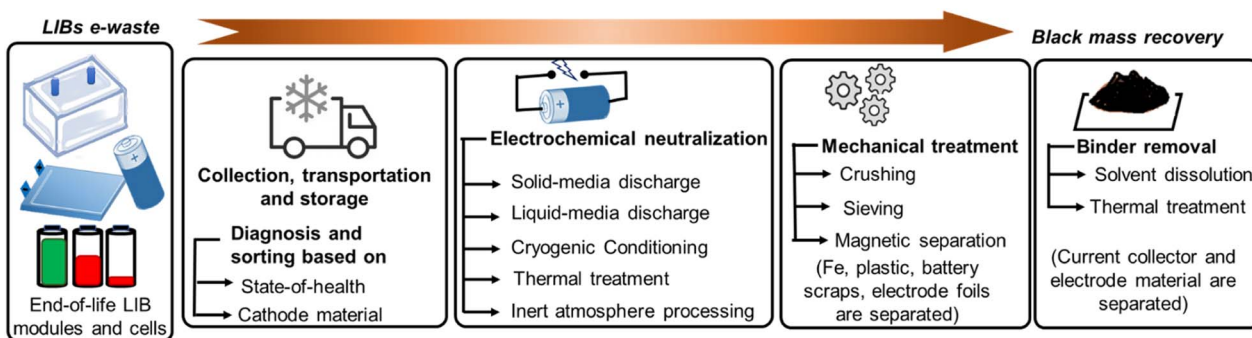 LIBs e-waste
Black mass recovery
End-of-life LIB
modules and cells
Collection, transportation
and storage
Diagnosis and
sorting based on
State-of-health
Cathode material
Electrochemical neutralization
Solid-media discharge
Liquid-media discharge
Cryogenic Conditioning
Thermal treatment
Inert atmosphere processing
Mechanical treatment
Crushing
Sieving
Magnetic separation
(Fe, plastic, battery
scraps, electrode foils
are separated)
Binder removal
Solvent dissolution
Thermal treatment
(Current collector and
electrode material are
separated)